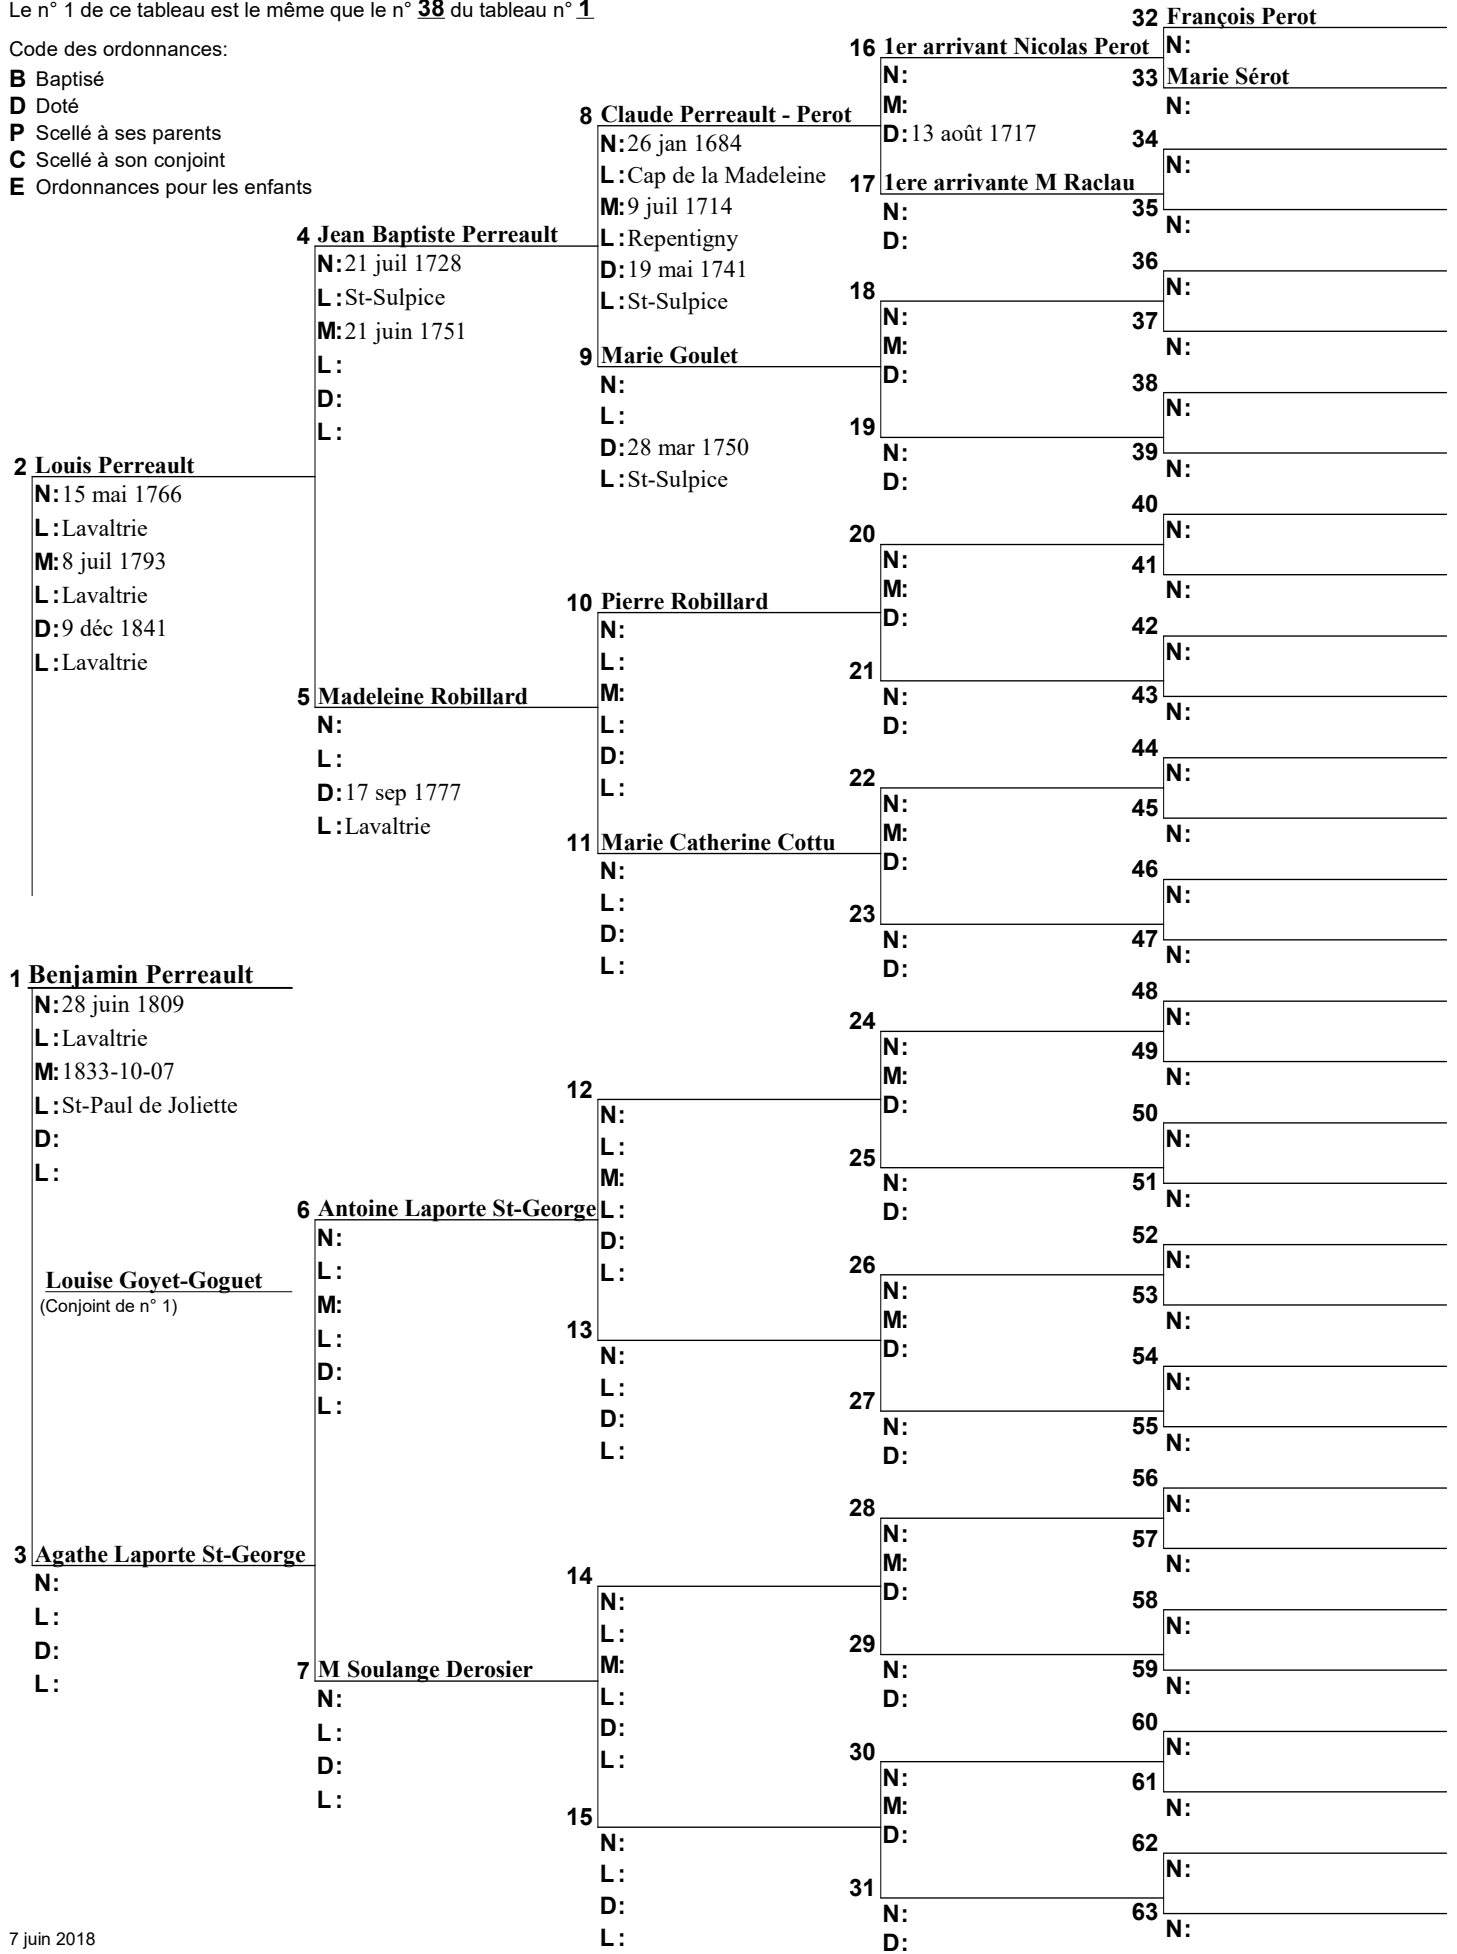 Le n° 1 de ce tableau est le même que le n° 38 du tableau n° 1
Code des ordonnances:
B Baptisé
D Doté
P Scellé à ses parents
C Scellé à son conjoint
E Ordonnances pour les enfants
2 Louis Perreault
N: 15 mai 1766
L: Lavaltrie
M: 8 juil 1793
L: Lavaltrie
D: 9 déc 1841
L: Lavaltrie
1 Benjamin Perreault
N: 28 juin 1809
L: Lavaltrie
M: 1833-10-07
L: St-Paul de Joliette
D:
L:
Louise Goyet-Goguet
(Conjoint de n° 1)
3 Agathe Laporte St-George
N:
L:
D:
L:
7 juin 2018
4 Jean Baptiste Perreault
N: 21 juil 1728
L: St-Sulpice
M: 21 juin 1751
L:
D:
L:
5 Madeleine Robillard
N:
L:
D: 17 sep 1777
L: Lavaltrie
6 Antoine Laporte St-George
N:
L:
M:
L:
D:
L:
7 M Soulange Derosier
N:
L:
D:
L:
8 Claude Perreault - Perot
N: 26 jan 1684
L: Cap de la Madeleine
M: 9 juil 1714
L: Repentigny
D: 19 mai 1741
L: St-Sulpice
9 Marie Goulet
N:
L:
D: 28 mar 1750
L: St-Sulpice
10 Pierre Robillard
N:
L:
M:
L:
D:
L:
11 Marie Catherine Cottu
N:
L:
D:
L:
12
N:
L:
M:
L:
D:
L:
13
N:
L:
D:
L:
14
N:
L:
M:
L:
D:
L:
15
N:
L:
D:
L:
16 1er arrivant Nicolas Perot
N:
M:
D: 13 août 1717
17 1ere arrivante M Raclau
N:
D:
18
N:
M:
D:
19
N:
D:
20
N:
M:
D:
21
N:
D:
22
N:
M:
D:
23
N:
D:
24
N:
M:
D:
25
N:
D:
26
N:
M:
D:
27
N:
D:
28
N:
M:
D:
29
N:
D:
30
N:
M:
D:
31
N:
D:
32 François Perot
N:
33 Marie Sérot
N:
34
N:
35
N:
36
N:
37
N:
38
N:
39
N:
40
N:
41
N:
42
N:
43
N:
44
N:
45
N:
46
N:
47
N:
48
N:
49
N:
50
N:
51
N:
52
N:
53
N:
54
N:
55
N:
56
N:
57
N:
58
N:
59
N:
60
N:
61
N:
62
N:
63
N: